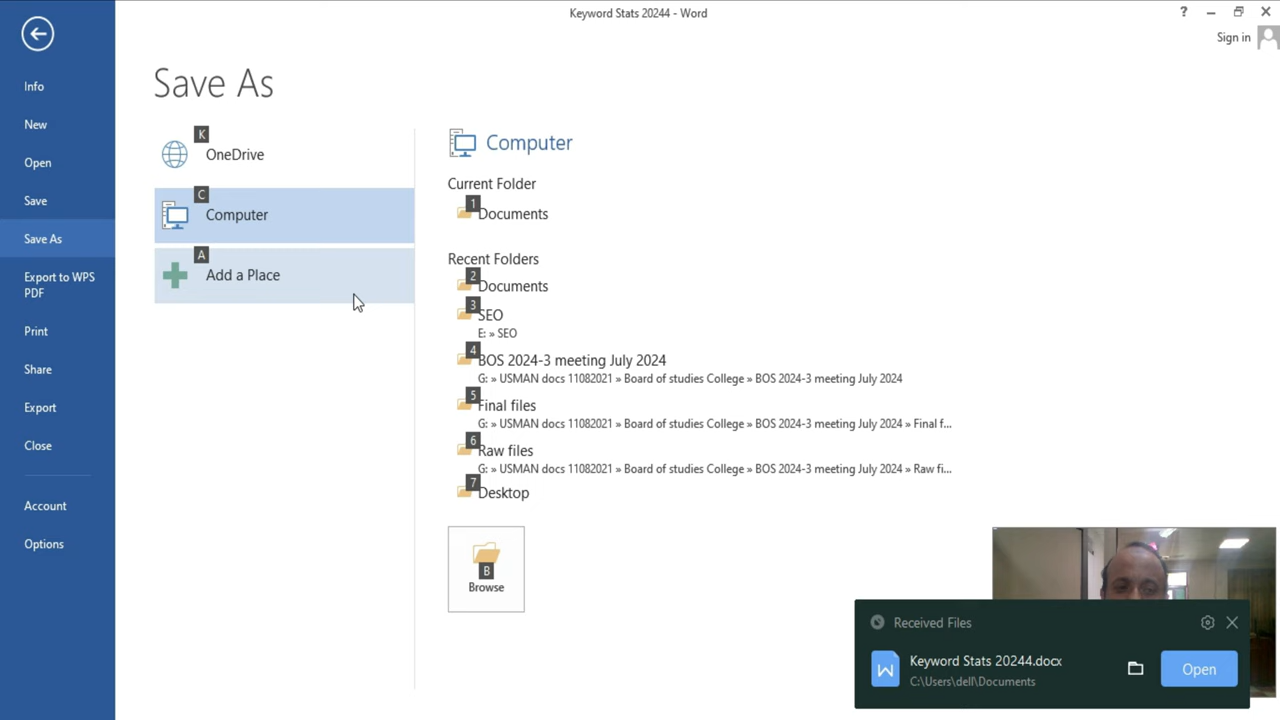 Keyword Stats 20244 - Word
?
Sign in
Info
New
Open
Save
Save As
Export to WPS
PDF
Print
Share
Export
Close
Account
Options
Save As
K
OneDrive
C
Computer
A
Add a Place
Computer
Current Folder
1
Documents
Recent Folders
2
Documents
3
SEO
E: » SEO
4
BOS 2024-3 meeting July 2024
G: » USMAN docs 11082021 » Board of studies College » BOS 2024-3 meeting July 2024
5
Final files
G: » USMAN docs 11082021 » Board of studies College » BOS 2024-3 meeting July 2024 » Final f...
6
Raw files
G: » USMAN docs 11082021 » Board of studies College » BOS 2024-3 meeting July 2024 » Raw fi...
7
Desktop
B
Browse
Received Files
W
Keyword Stats 20244.docx
C:\Users\dell\Documents
Open